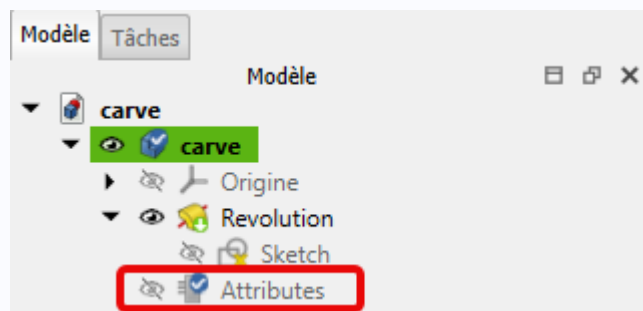 Modèle Tâches
Modèle
carve
carve
Origine
Revolution
Sketch
Attributes